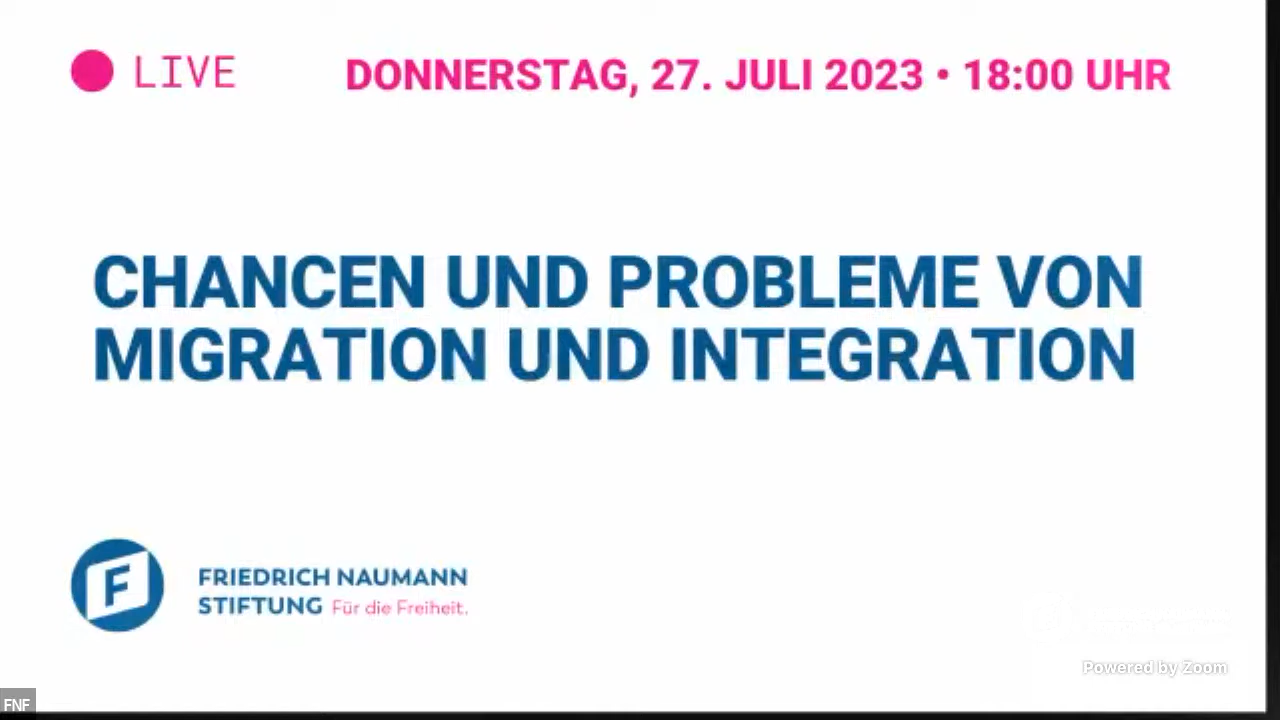 LIVE
DONNERSTAG, 27. JULI 2023 • 18:00 UHR
CHANCEN UND PROBLEME VON
MIGRATION UND INTEGRATION
F
FRIEDRICH NAUMANN
STIFTUNG Für die Freiheit.
Powered by Zoom
FNF